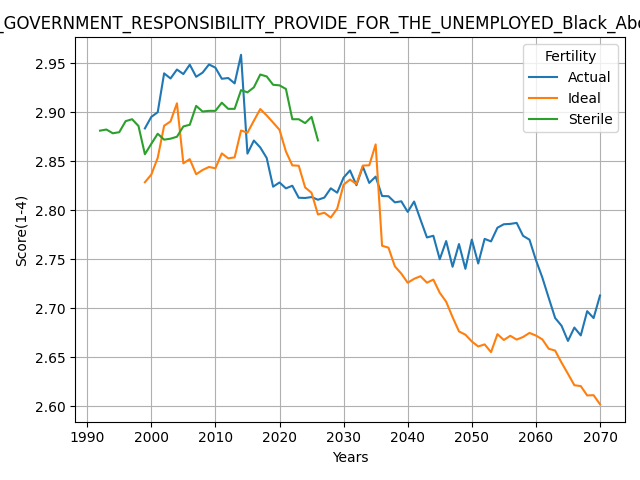 _GOVERNMENT_RESPONSIBILITY_PROVIDE_FOR_THE_UNEMPLOYED_Black_Abo
Fertility
Actual
Ideal
Sterile
Score(1-4)
2.95
2.90
2.85
2.80
2.75
2.70
2.65
2.60
1990 2000 2010 2020 2030 2040 2050 2060 2070
Years